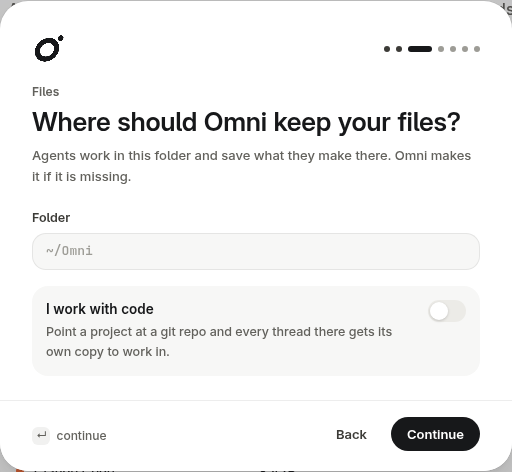 Files
Where should Omni keep your files?
Agents work in this folder and save what they make there. Omni makes
it if it is missing.
Folder
~/Omni
I work with code
Point a project at a git repo and every thread there gets its
own copy to work in.
↵ continue
Back
Continue